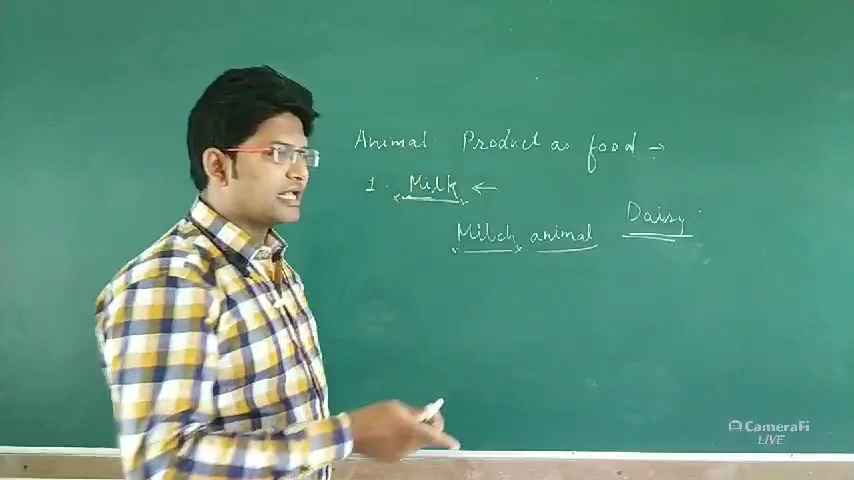 Animal Product as food →
1. Milk ←
Milch animal Dairy
CameraFi
LIVE